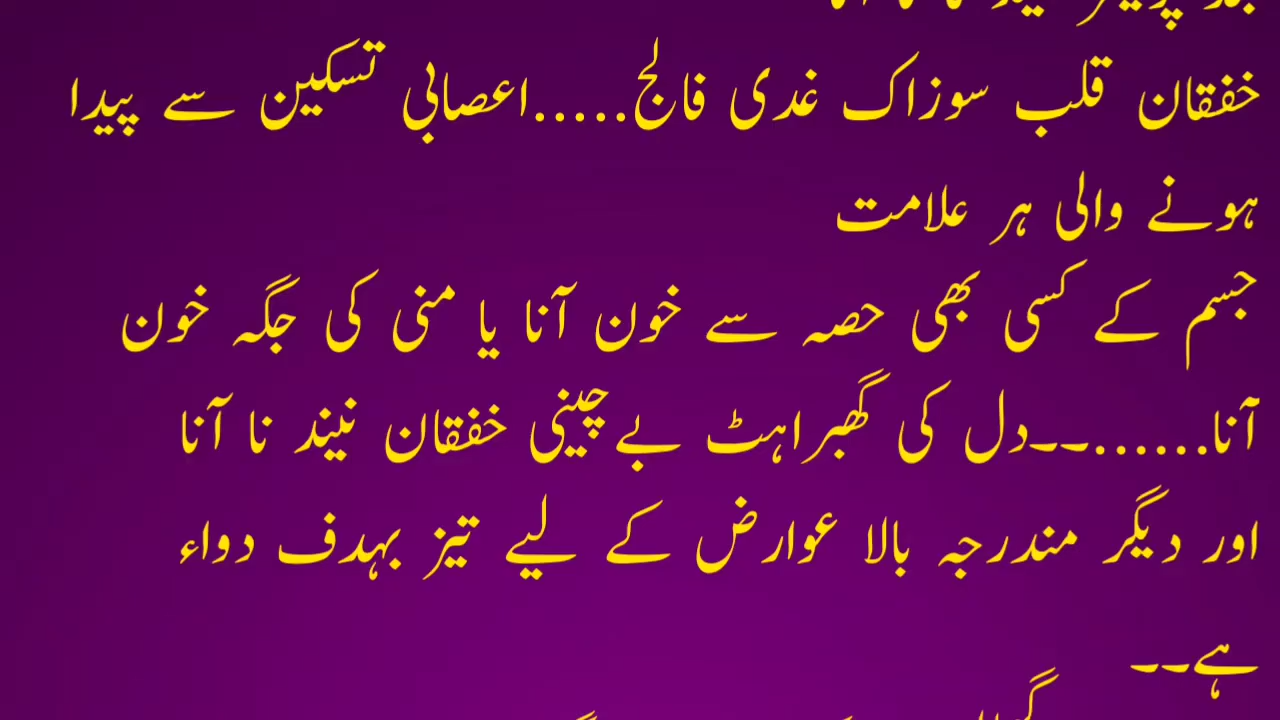 خفقان قلب سوزاک غدی فالج.....اعصابی تسکین سے پیدا
ہونے والی ہر علامت
جسم کے کسی بھی حصہ سے خون آنا یا منی کی جگہ خون
آنا......--دل کی گھبراہٹ بےچینی خفقان نیند نا آنا
اور دیگر مندرجہ بالا عوارض کے لیے تیز بہدف دواء
ہے--